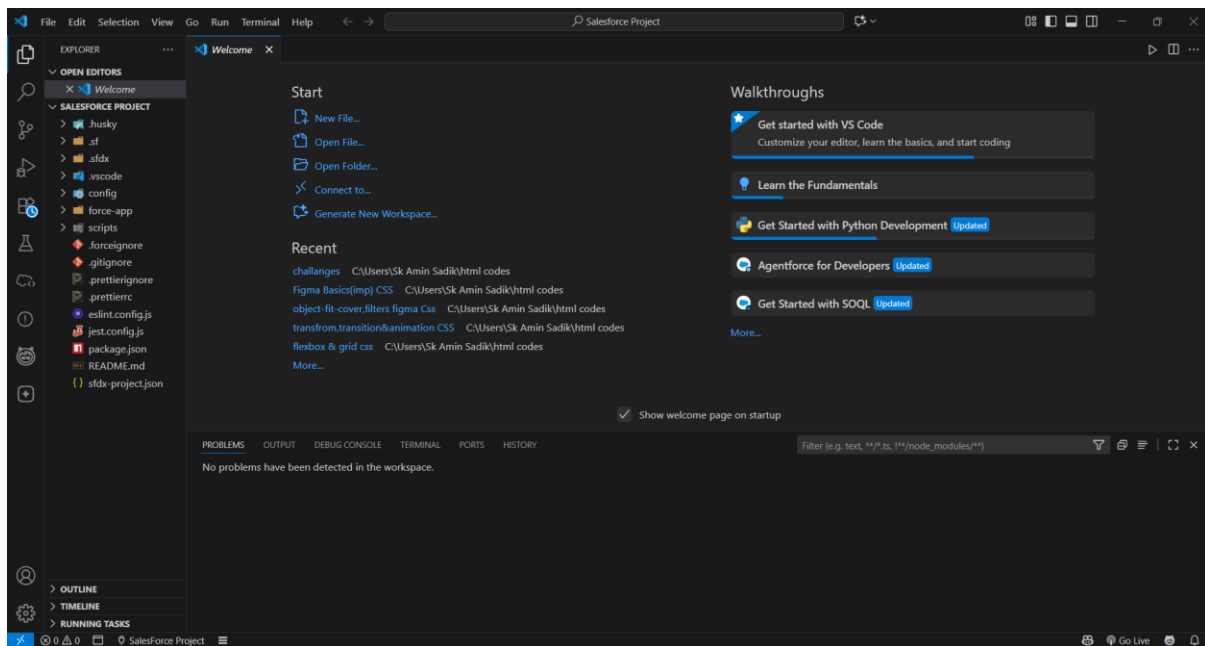 File Edit Selection View Go Run Terminal Help
Salesforce Project
EXPLORER
OPEN EDITORS
Welcome
SALESFORCE PROJECT
.husky
.sf
.sfdx
.vscode
config
force-app
scripts
.forceignore
.gitignore
.prettierignore
.prettierrc
eslint.config.js
jest.config.js
package.json
README.md
sfdx-project.json
OUTLINE
TIMELINE
RUNNING TASKS
Welcome
Start
New File...
Open File...
Open Folder...
Connect to...
Generate New Workspace...
Recent
challanges C:\Users\Sk Amin Sadik\html codes
Figma Basics(imp) CSS C:\Users\Sk Amin Sadik\html codes
object-fit-cover,filters figma Css C:\Users\Sk Amin Sadik\html codes
transfrom,transition&animation CSS C:\Users\Sk Amin Sadik\html codes
flexbox & grid css C:\Users\Sk Amin Sadik\html codes
More...
Walkthroughs
Get started with VS Code
Customize your editor, learn the basics, and start coding
Learn the Fundamentals
Get Started with Python Development Updated
Agentforce for Developers Updated
Get Started with SOQL Updated
More...
Show welcome page on startup
PROBLEMS OUTPUT DEBUG CONSOLE TERMINAL PORTS HISTORY
Filter (e.g. text, **/*.ts, !**/node_modules/**)
No problems have been detected in the workspace.
0 0 SalesForce Project
Go Live